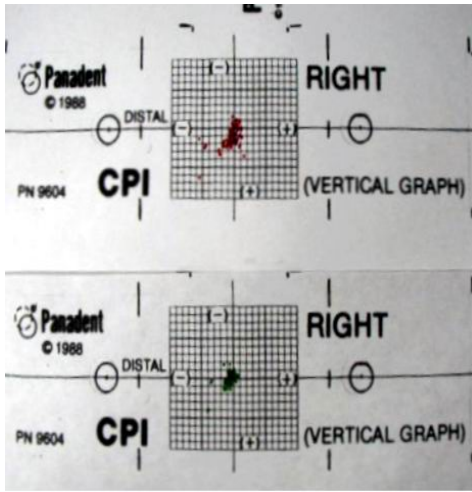 Panadent
© 1988
RIGHT
DISTAL
(-)
(-)
(+)
(+)
PN 9604
CPI
(VERTICAL GRAPH)
Panadent
© 1988
RIGHT
DISTAL
(-)
(-)
(+)
(+)
PN 9604
CPI
(VERTICAL GRAPH)